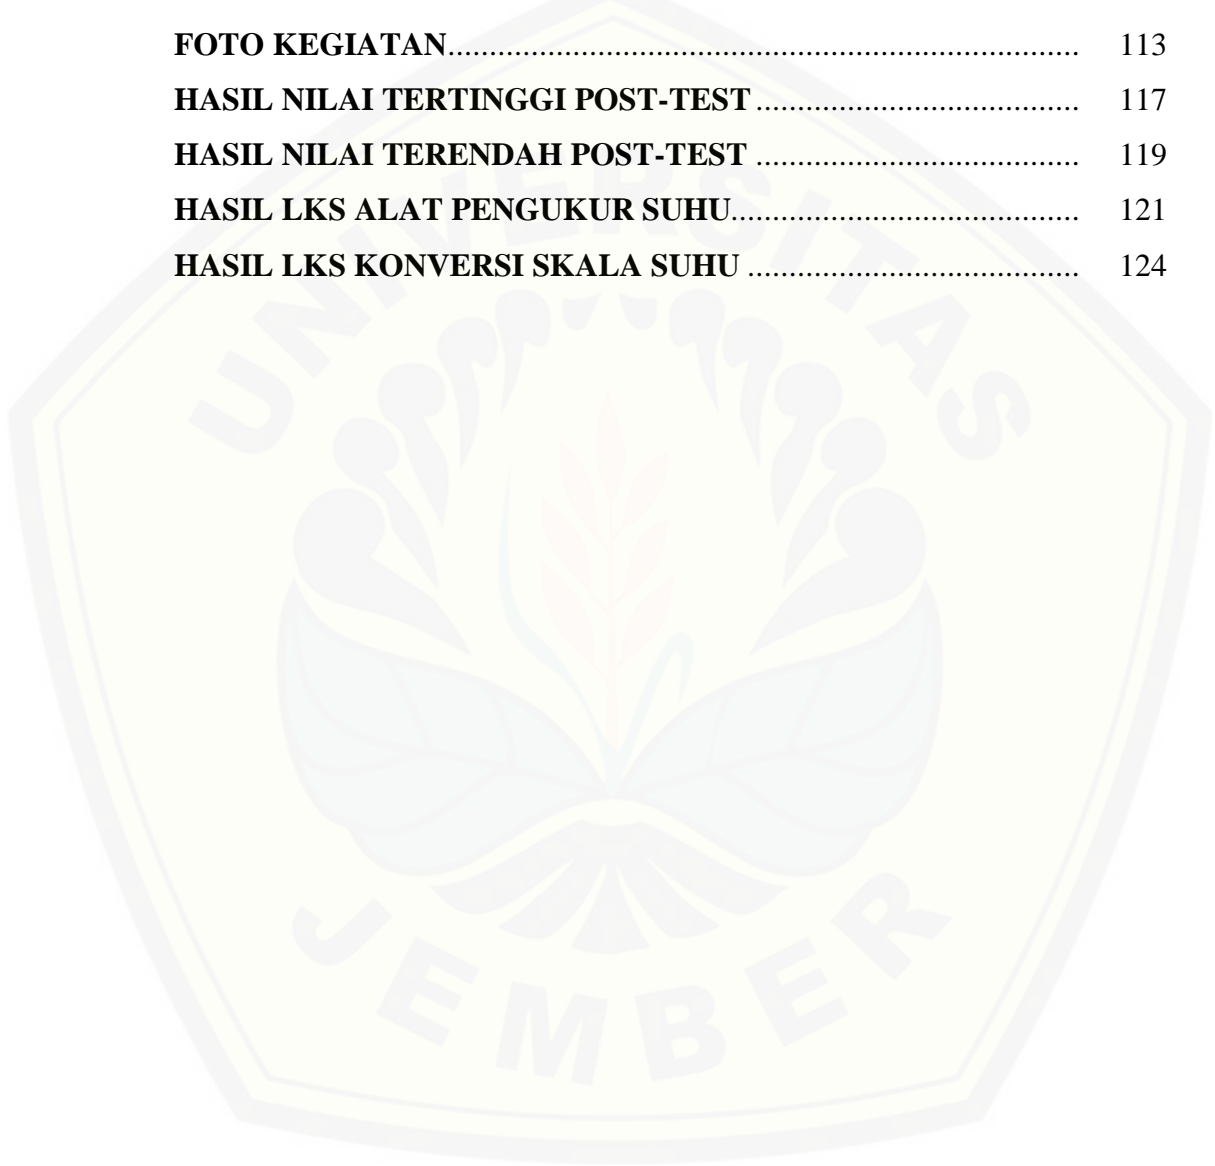 FOTO KEGIATAN............................................................................. 113
HASIL NILAI TERTINGGI POST-TEST ....................................... 117
HASIL NILAI TERENDAH POST-TEST ....................................... 119
HASIL LKS ALAT PENGUKUR SUHU.......................................... 121
HASIL LKS KONVERSI SKALA SUHU ........................................ 124
UNIVERSITAS
JEMBER